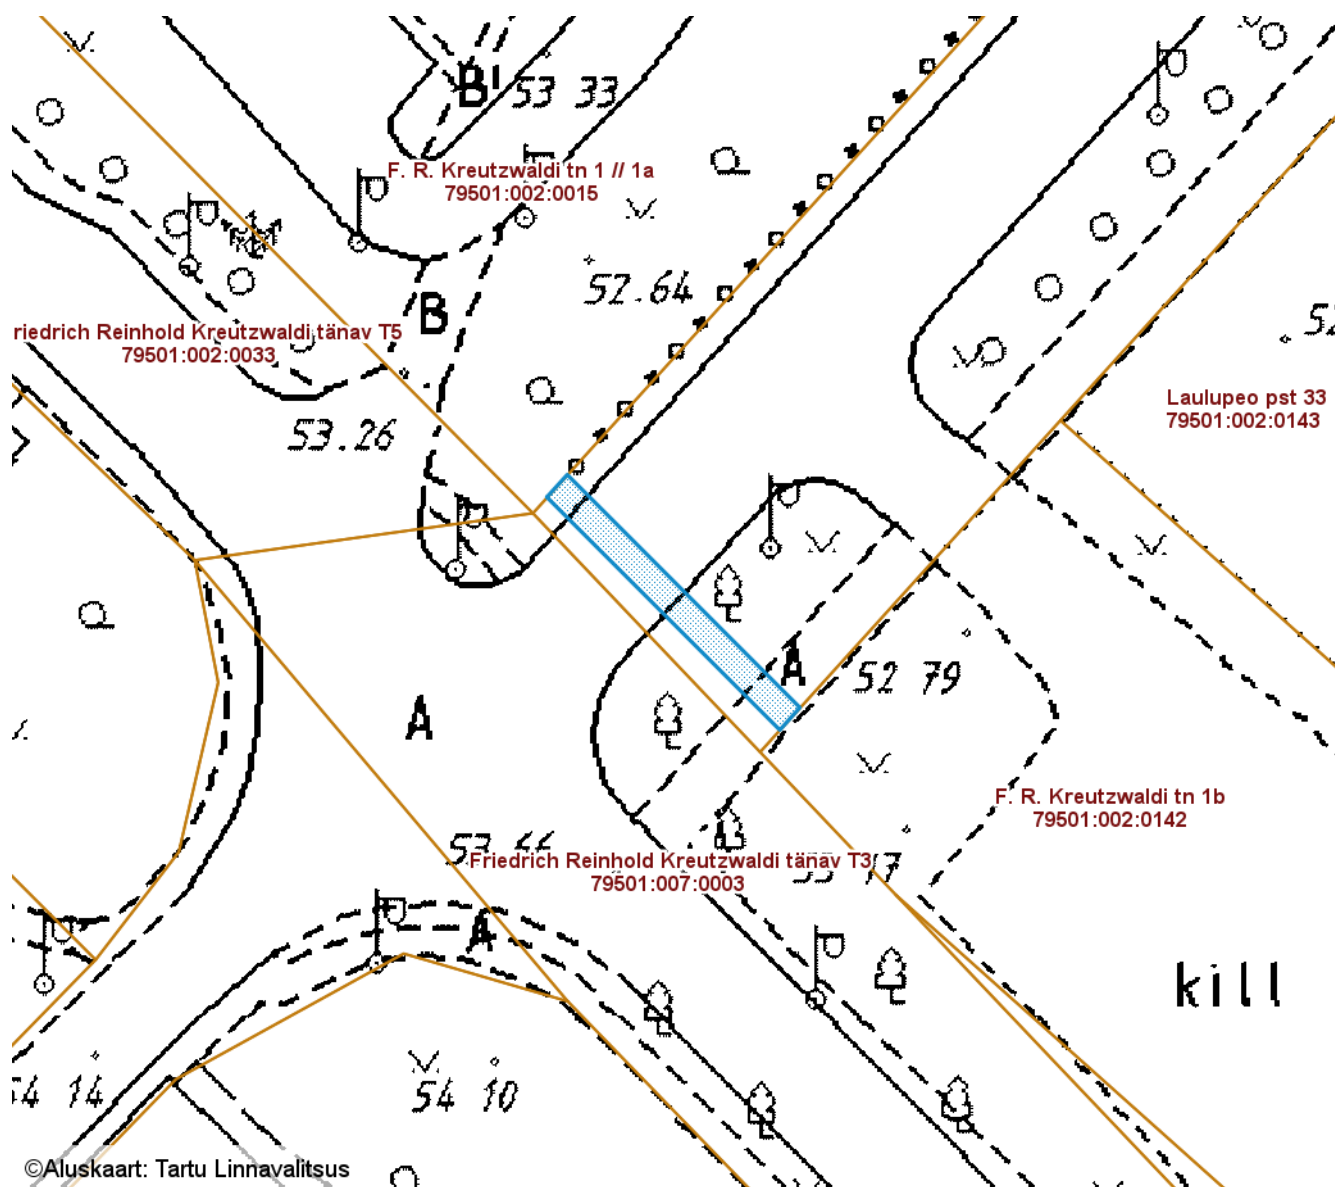 B'
53 33
F. R. Kreutzwaldi tn 1 // 1a
79501:002:0015
52.64
B
riedrich Reinhold Kreutzwaldi tänav T5
79501:002:0033
53.26
Laulupeo pst 33
79501:002:0143
A
52 79
A
F. R. Kreutzwaldi tn 1b
79501:002:0142
Friedrich Reinhold Kreutzwaldi tänav T3
79501:007:0003
A
kill
14
54 10
©Aluskaart: Tartu Linnavalitsus